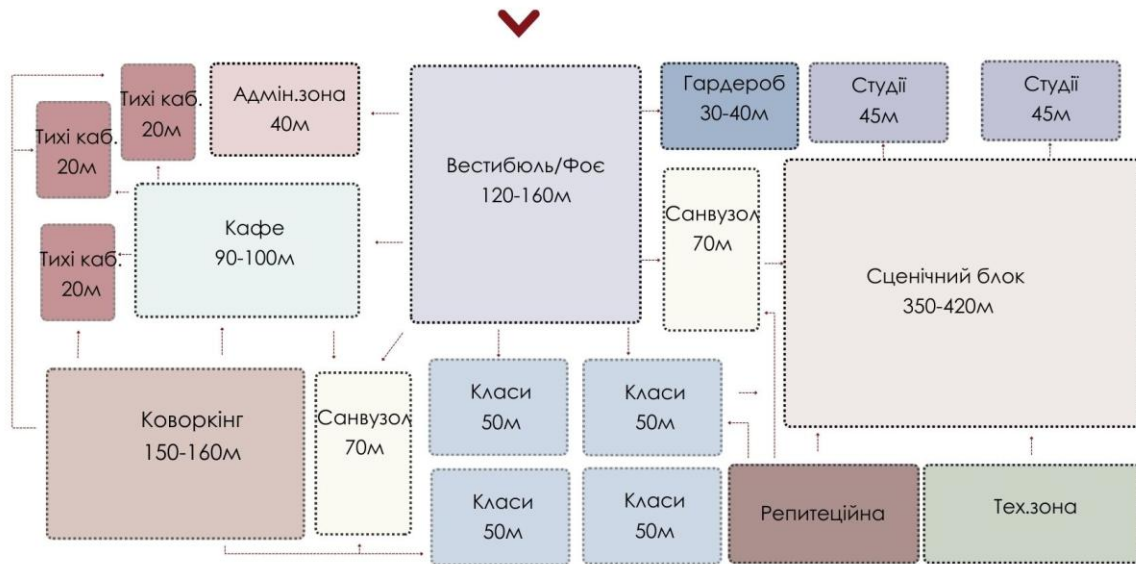 Тихі каб.
20м
Адмін.зона
40м
Вестибюль/Фоє
120-160м
Гардероб
30-40м
Студії
45м
Студії
45м
Тихі каб.
20м
Кафе
90-100м
Санвузол
70м
Сценічний блок
350-420м
Тихі каб.
20м
Коворкінг
150-160м
Санвузол
70м
Класи
50м
Класи
50м
Класи
50м
Класи
50м
Репитеційна
Тех.зона